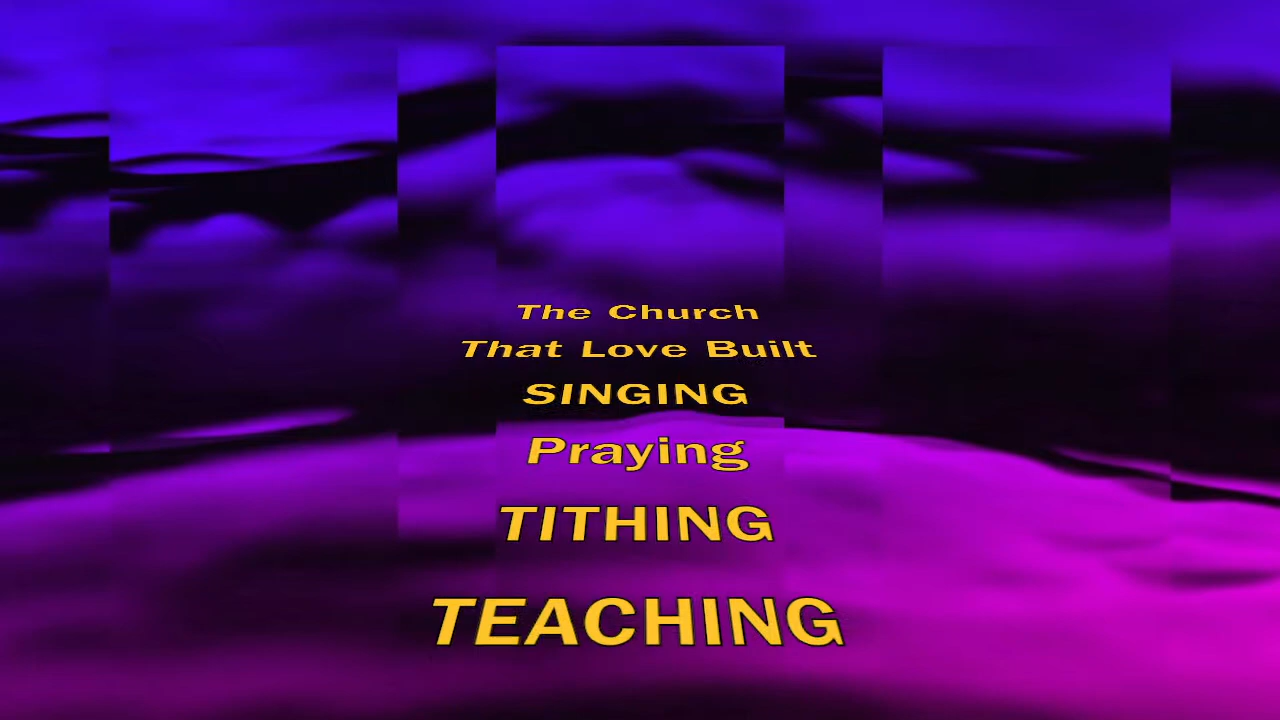 The Church
That Love Built
SINGING
Praying
TITHING
TEACHING